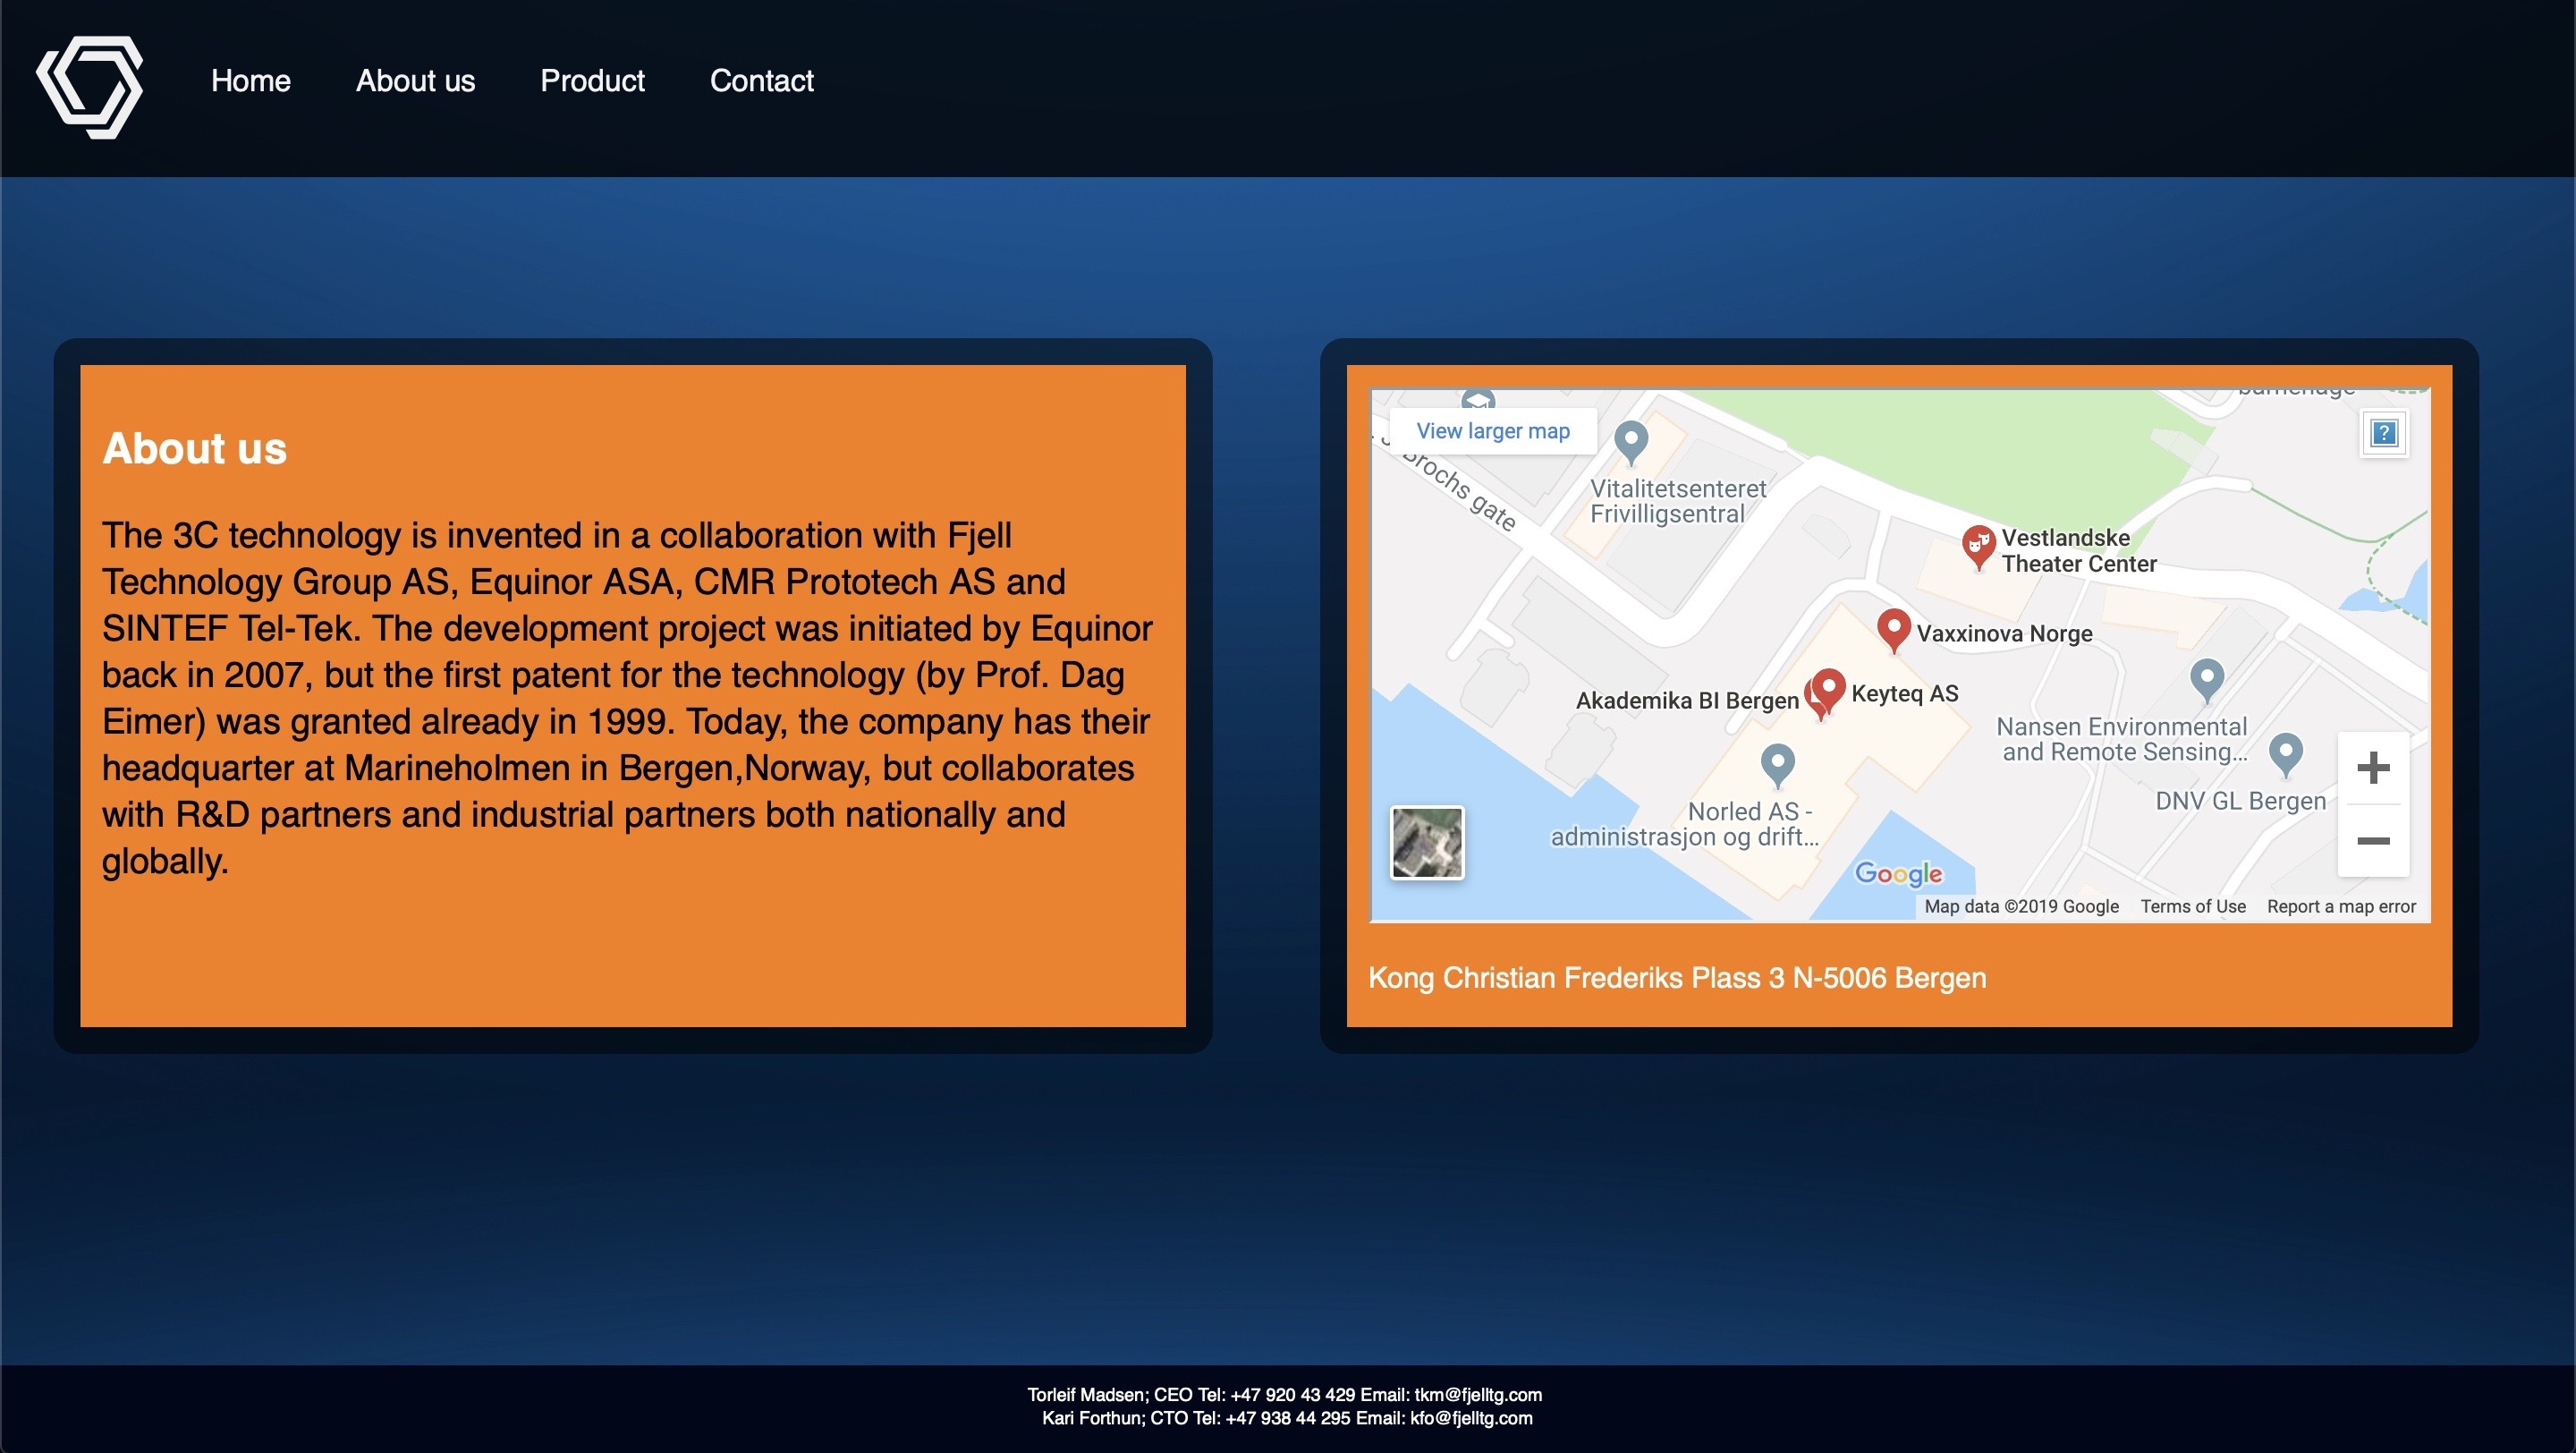 Home About us Product Contact
About us
The 3C technology is invented in a collaboration with Fjell
Technology Group AS, Equinor ASA, CMR Prototech AS and
SINTEF Tel-Tek. The development project was initiated by Equinor
back in 2007, but the first patent for the technology (by Prof. Dag
Eimer) was granted already in 1999. Today, the company has their
headquarter at Marineholmen in Bergen,Norway, but collaborates
with R&D partners and industrial partners both nationally and
globally.
View larger map
Brochs gate
Vitalitetsenteret
Frivilligsentral
Vestlandske
Theater Center
Vaxxinova Norge
Akademika BI Bergen
Keyteq AS
Nansen Environmental
and Remote Sensing...
DNV GL Bergen
Norled AS -
administrasjon og drift...
Google
Map data ©2019 Google Terms of Use Report a map error
Kong Christian Frederiks Plass 3 N-5006 Bergen
Torleif Madsen; CEO Tel: +47 920 43 429 Email: tkm@fjelltg.com
Kari Forthun; CTO Tel: +47 938 44 295 Email: kfo@fjelltg.com